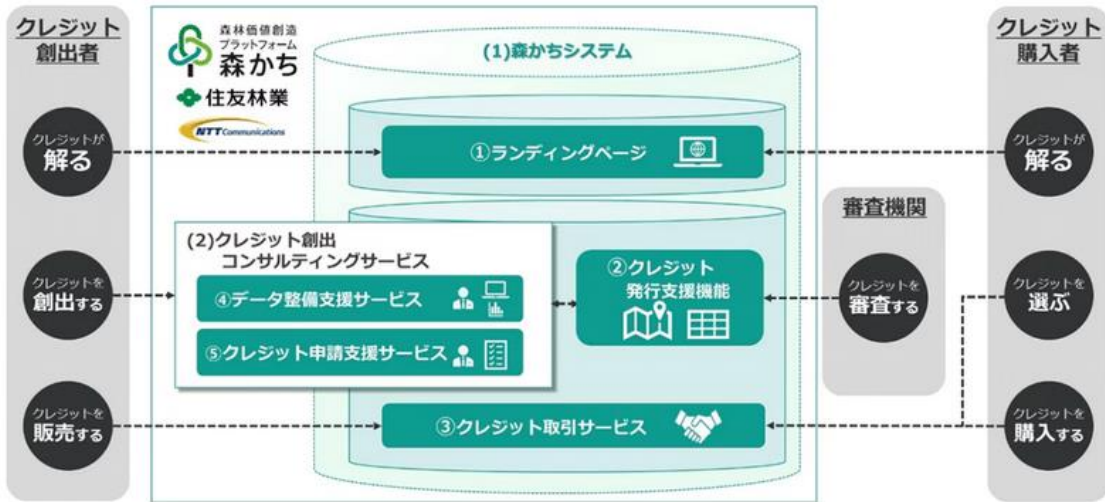 クレジット
創出者
クレジットが
解る
クレジットを
創出する
クレジットを
販売する
森林価値創造
プラットフォーム
森かち
住友林業
NTT Communications
(1)森かちシステム
①ランディングページ
(2)クレジット創出
コンサルティングサービス
④データ整備支援サービス
⑤クレジット申請支援サービス
②クレジット
発行支援機能
③クレジット取引サービス
審査機関
クレジットを
審査する
クレジット
購入者
クレジットが
解る
クレジットを
選ぶ
クレジットを
購入する